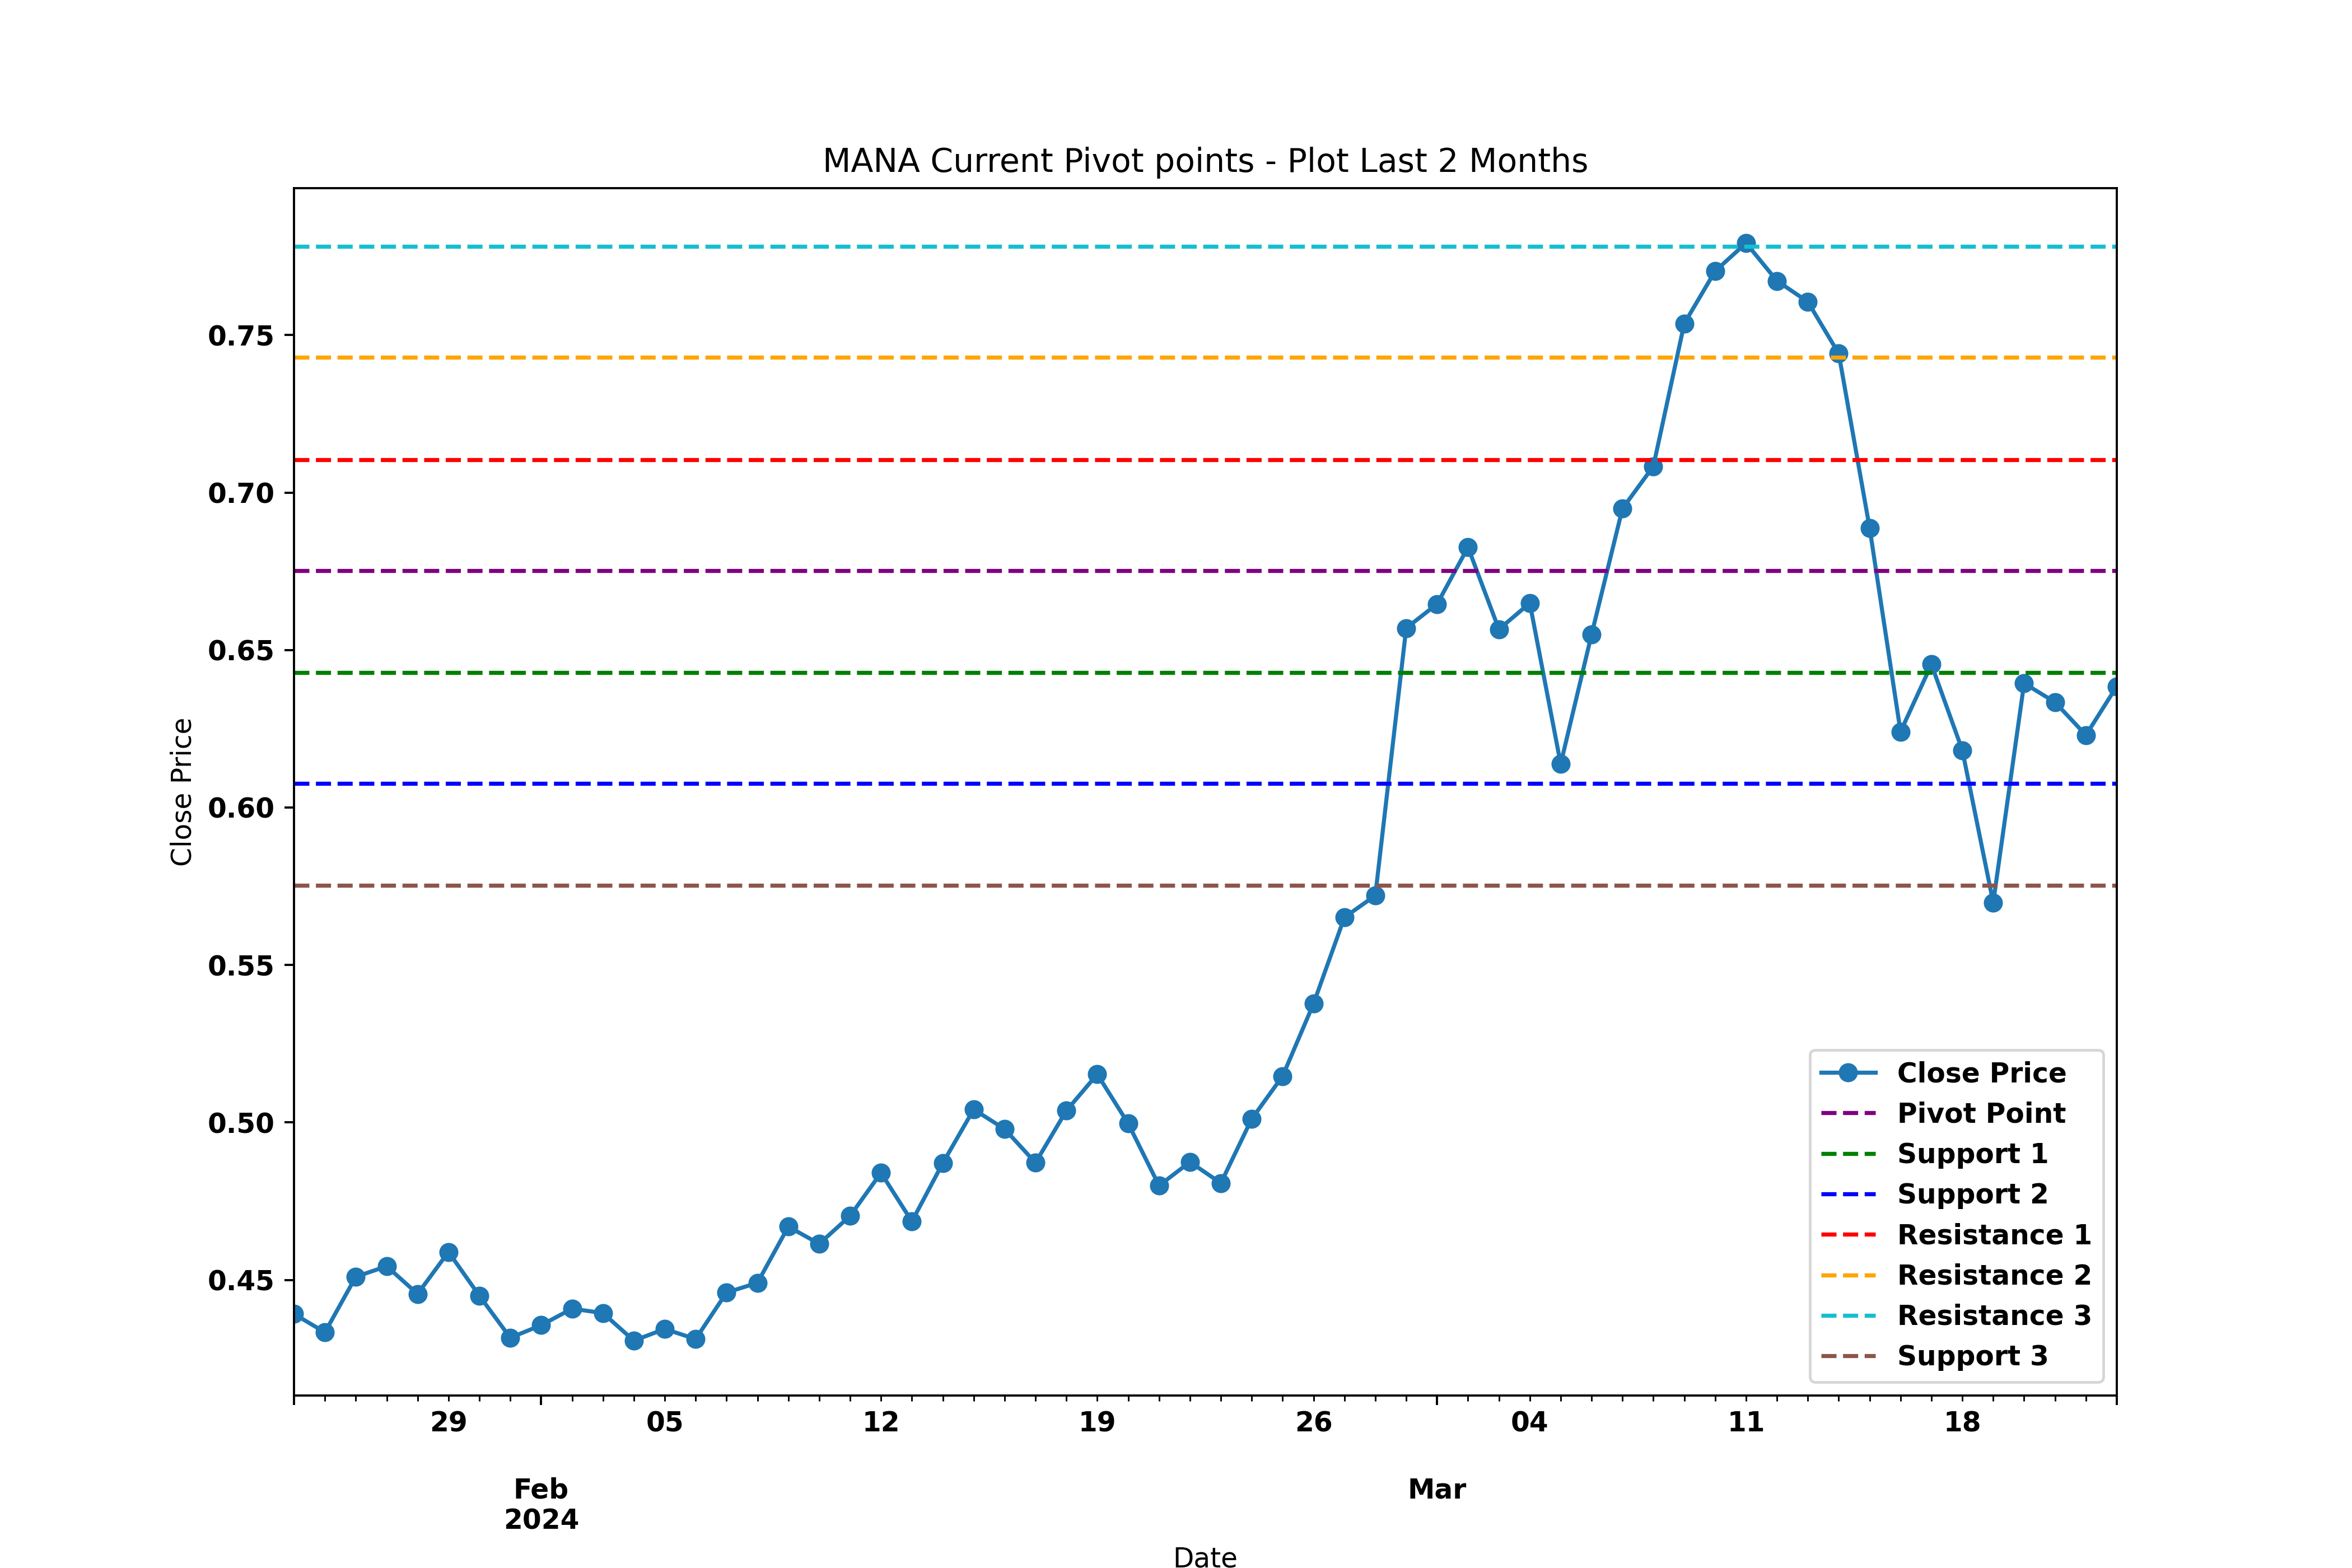 MANA Current Pivot points - Plot Last 2 Months
Close Price
0.75
0.70
0.65
0.60
0.55
0.50
0.45
Close Price
Pivot Point
Support 1
Support 2
Resistance 1
Resistance 2
Resistance 3
Support 3
29 05 12 19 26 04 11 18
Feb Mar
2024
Date